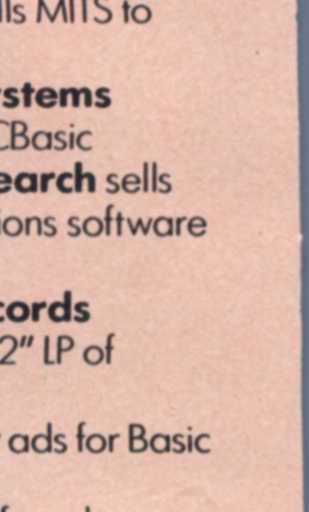 lls MITS to
stems
CBasic
earch sells
ions software
cords
2" LP of
ads for Basic